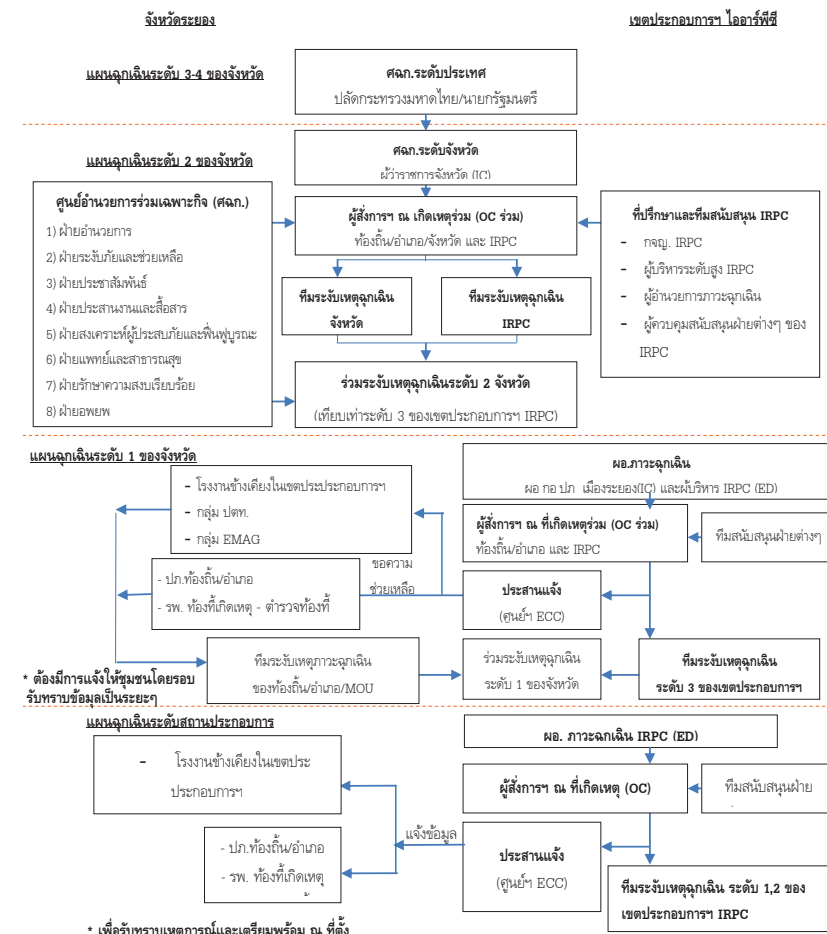 จังหวัดระยอง
เขตประกอบการฯ ไออาร์พีซี
แผนฉุกเฉินระดับ 3-4 ของจังหวัด
ศฉก.ระดับประเทศ
ปลัดกระทรวงมหาดไทย/นายกรัฐมนตรี
แผนฉุกเฉินระดับ 2 ของจังหวัด
ศฉก.ระดับจังหวัด
ผู้ว่าราชการจังหวัด (IC)
ศูนย์อำนวยการร่วมเฉพาะกิจ (ศฉก.)
1) ฝ่ายอำนวยการ
2) ฝ่ายระงับภัยและช่วยเหลือ
3) ฝ่ายประชาสัมพันธ์
4) ฝ่ายประสานงานและสื่อสาร
5) ฝ่ายสงเคราะห์ผู้ประสบภัยและฟื้นฟูบูรณะ
6) ฝ่ายแพทย์และสาธารณสุข
7) ฝ่ายรักษาความสงบเรียบร้อย
8) ฝ่ายอพยพ
ผู้สั่งการฯ ณ เกิดเหตุร่วม (OC ร่วม)
ท้องถิ่น/อำเภอ/จังหวัด และ IRPC
ทีมระงับเหตุฉุกเฉิน
จังหวัด
ทีมระงับเหตุฉุกเฉิน
IRPC
ร่วมระงับเหตุฉุกเฉินระดับ 2 จังหวัด
(เทียบเท่าระดับ 3 ของเขตประกอบการฯ IRPC)
ที่ปรึกษาและทีมสนับสนุน IRPC
- กจญ. IRPC
- ผู้บริหารระดับสูง IRPC
- ผู้อำนวยการภาวะฉุกเฉิน
- ผู้ควบคุมสนับสนุนฝ่ายต่างๆ ของ
IRPC
แผนฉุกเฉินระดับ 1 ของจังหวัด
ผอ.ภาวะฉุกเฉิน
ผอ กอ ปภ เมืองระยอง(IC) และผู้บริหาร IRPC (ED)
- โรงงานข้างเคียงในเขตประประกอบการฯ
- กลุ่ม ปตท.
- กลุ่ม EMAG
ผู้สั่งการฯ ณ ที่เกิดเหตุร่วม (OC ร่วม)
ท้องถิ่น/อำเภอ และ IRPC
ทีมสนับสนุนฝ่ายต่างๆ
ขอความ
ช่วยเหลือ
- ปภ.ท้องถิ่น/อำเภอ
- รพ. ท้องที่เกิดเหตุ - ตำรวจท้องที่
ประสานแจ้ง
(ศูนย์ฯ ECC)
ทีมระงับเหตุภาวะฉุกเฉิน
ของท้องถิ่น/อำเภอ/MOU
ร่วมระงับเหตุฉุกเฉิน
ระดับ 1 ของจังหวัด
ทีมระงับเหตุฉุกเฉิน
ระดับ 3 ของเขตประกอบการฯ
* ต้องมีการแจ้งให้ชุมชนโดยรอบ
รับทราบข้อมูลเป็นระยะๆ
แผนฉุกเฉินระดับสถานประกอบการ
ผอ. ภาวะฉุกเฉิน IRPC (ED)
- โรงงานข้างเคียงในเขตประ
ประกอบการฯ
ผู้สั่งการฯ ณ ที่เกิดเหตุ (OC)
ทีมสนับสนุนฝ่าย
แจ้งข้อมูล
- ปภ.ท้องถิ่น/อำเภอ
- รพ. ท้องที่เกิดเหตุ
ประสานแจ้ง
(ศูนย์ฯ ECC)
ทีมระงับเหตุฉุกเฉิน ระดับ 1,2 ของ
เขตประกอบการฯ IRPC
* เพื่อรับทราบเหตุการณ์และเตรียมพร้อม ณ ที่ตั้ง